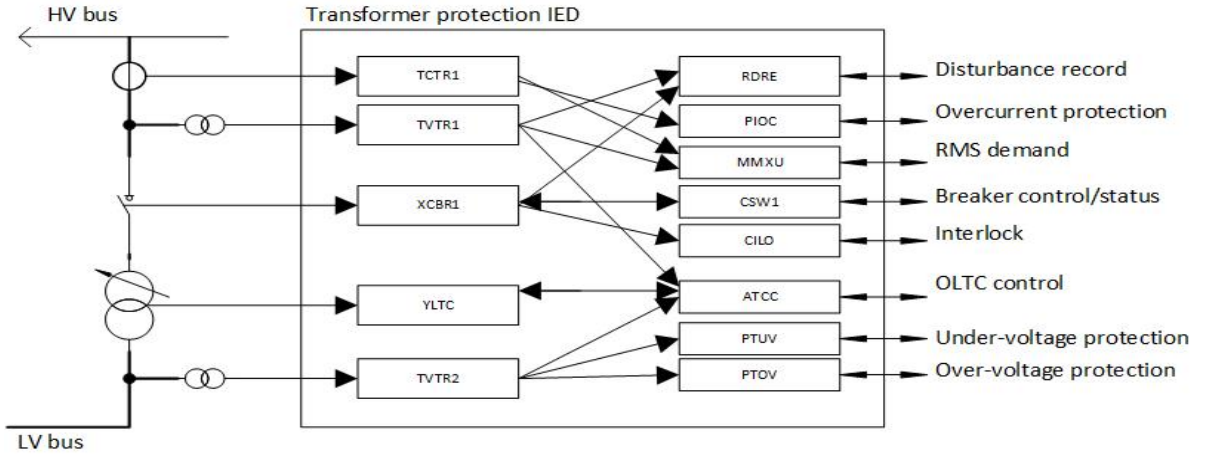 HV bus
Transformer protection IED
TCTR1
RDRE
Disturbance record
TVTR1
PIOC
Overcurrent protection
MMXU
RMS demand
XCBR1
CSW1
Breaker control/status
CILO
Interlock
YLTC
ATCC
OLTC control
PTUV
Under-voltage protection
TVTR2
PTOV
Over-voltage protection
LV bus